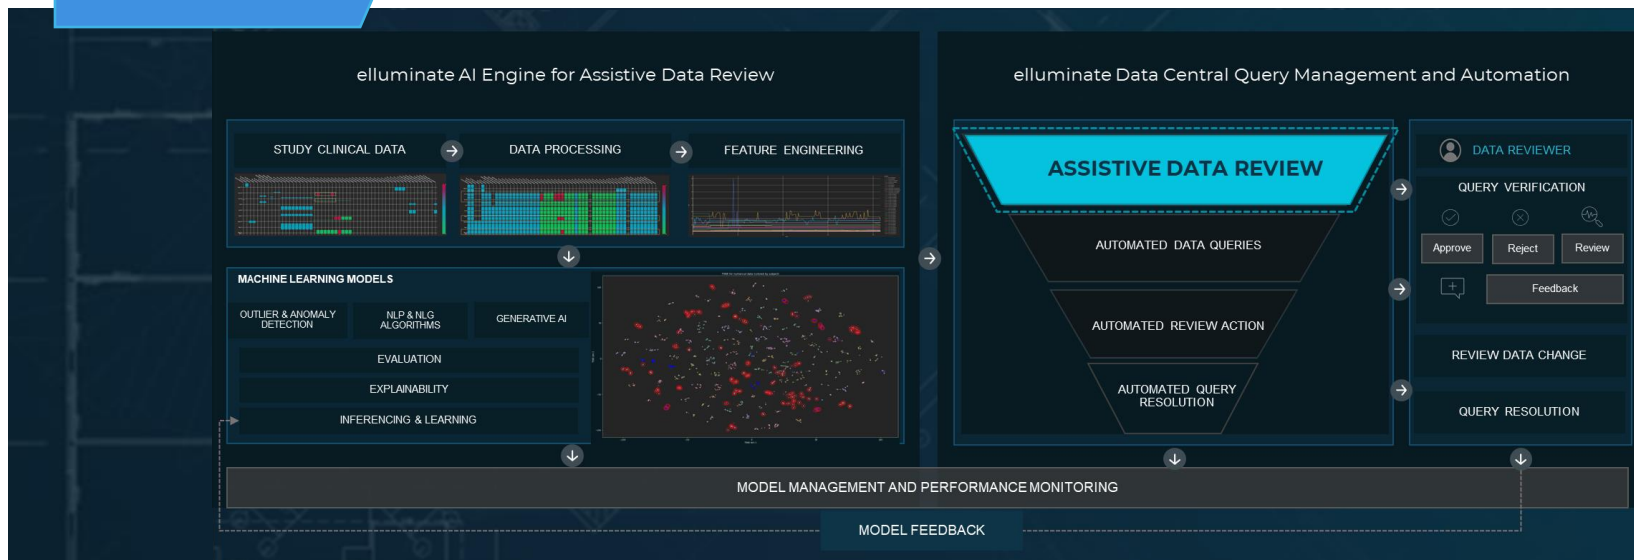 elluminate AI Engine for Assistive Data Review
STUDY CLINICAL DATA
DATA PROCESSING
FEATURE ENGINEERING
MACHINE LEARNING MODELS
OUTLIER & ANOMALY
DETECTION
NLP & NLG
ALGORITHMS
GENERATIVE AI
EVALUATION
EXPLAINABILITY
INFERENCING & LEARNING
elluminate Data Central Query Management and Automation
ASSISTIVE DATA REVIEW
AUTOMATED DATA QUERIES
AUTOMATED REVIEW ACTION
AUTOMATED QUERY
RESOLUTION
DATA REVIEWER
QUERY VERIFICATION
Approve
Reject
Review
Feedback
REVIEW DATA CHANGE
QUERY RESOLUTION
MODEL MANAGEMENT AND PERFORMANCE MONITORING
MODEL FEEDBACK